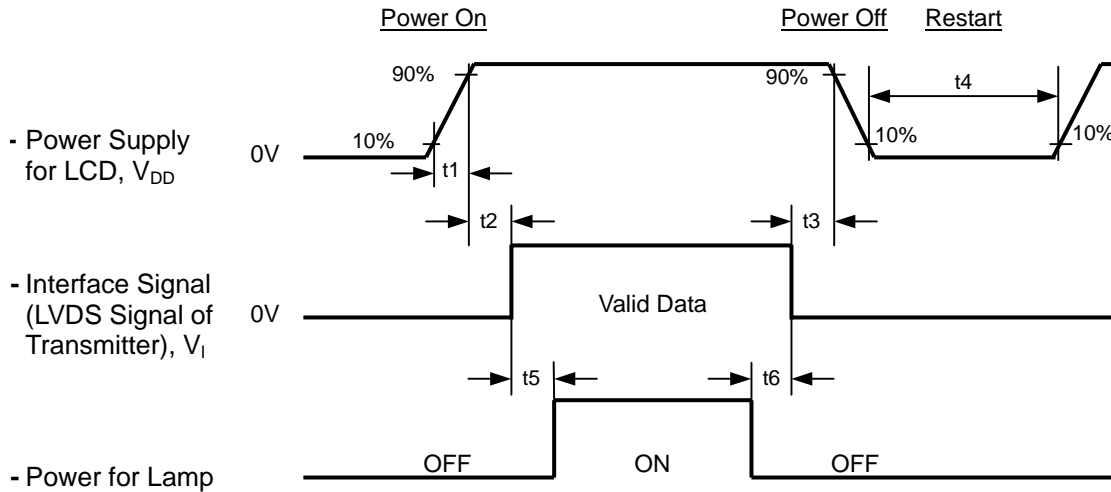 Power On
Power Off
Restart
90%
90%
t4
10%
10%
10%
- Power Supply
for LCD, VDD
0V
t1
t2
t3
- Interface Signal
(LVDS Signal of
Transmitter), VI
0V
Valid Data
t5
t6
- Power for Lamp
OFF
ON
OFF